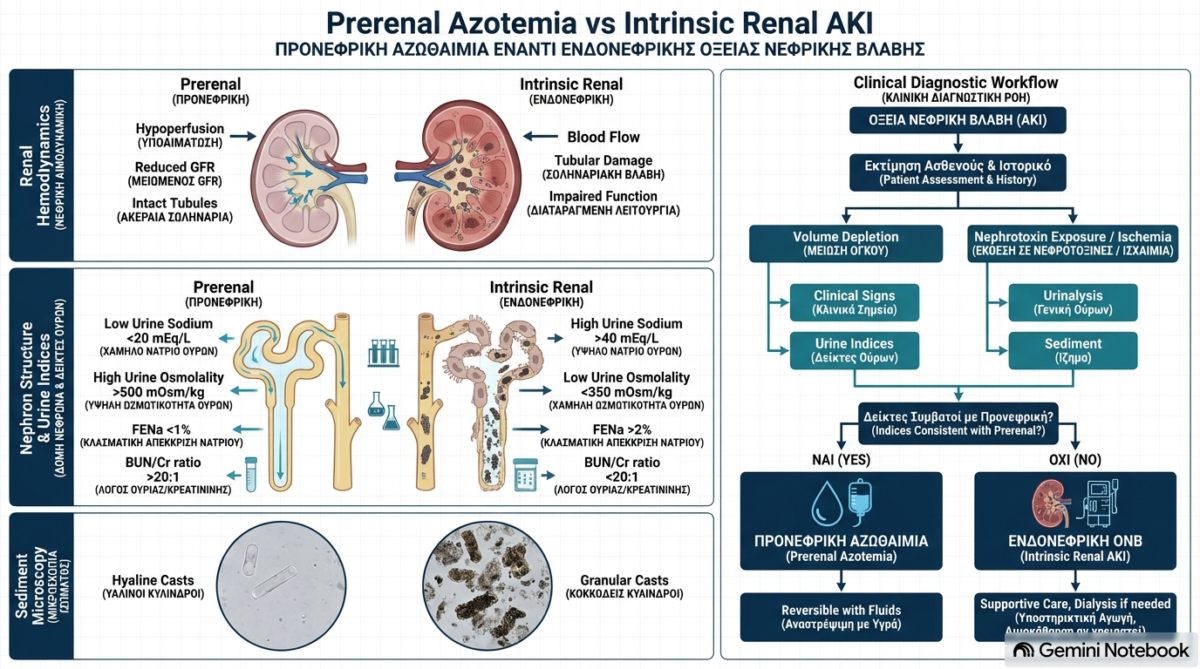 Prerenal Azotemia vs Intrinsic Renal AKI
ΠΡΟΝΕΦΡΙΚΗ ΑΖΩΘΑΙΜΙΑ ΕΝΑΝΤΙ ΕΝΔΟΝΕΦΡΙΚΗΣ ΟΞΕΙΑΣ ΝΕΦΡΙΚΗΣ ΒΛΑΒΗΣ
Renal
Hemodynamics
(ΝΕΦΡΙΚΗ ΑΙΜΟΔΥΝΑΜΙΚΗ)
Prerenal
(ΠΡΟΝΕΦΡΙΚΗ)
Hypoperfusion
(ΥΠΟΑΙΜΑΤΩΣΗ)
Reduced GFR
(ΜΕΙΩΜΕΝΟΣ GFR)
Intact Tubules
(ΑΚΕΡΑΙΑ ΣΩΛΗΝΑΡΙΑ)
Intrinsic Renal
(ΕΝΔΟΝΕΦΡΙΚΗ)
Blood Flow
Tubular Damage
(ΣΟΛΗΝΑΡΙΑΚΗ ΒΛΑΒΗ)
Impaired Function
(ΔΙΑΤΑΡΑΓΜΕΝΗ ΛΕΙΤΟΥΡΓΙΑ)
Nephron Structure
& Urine Indices
(ΔΟΜΗ ΝΕΦΡΩΝΑ & ΔΕΙΚΤΕΣ ΟΥΡΩΝ)
Prerenal
(ΠΡΟΝΕΦΡΙΚΗ)
Low Urine Sodium
<20 mEq/L
(ΧΑΜΗΛΟ ΝΑΤΡΙΟ ΟΥΡΩΝ)
High Urine Osmolality
>500 mOsm/kg
(ΥΨΗΛΗ ΩΣΜΩΤΙΚΟΤΗΤΑ ΟΥΡΩΝ)
FENa <1%
(ΚΛΑΣΜΑΤΙΚΗ ΑΠΕΚΚΡΙΣΗ ΝΑΤΡΙΟΥ)
BUN/Cr ratio
>20:1
(ΛΟΓΟΣ ΟΥΡΙΑΖ/ΚΡΕΑΤΙΝΙΝΗΣ)
Intrinsic Renal
(ΕΝΔΟΝΕΦΡΙΚΗ)
High Urine Sodium
>40 mEq/L
(ΥΨΗΛΟ ΝΑΤΡΙΟ ΟΥΡΩΝ)
Low Urine Osmolality
<350 mOsm/kg
(ΧΑΜΗΛΗ ΩΣΜΩΤΙΚΟΤΗΤΑ ΟΥΡΩΝ)
FENa >2%
(ΚΛΑΣΜΑΤΙΚΗ ΑΠΕΚΚΡΙΣΗ ΝΑΤΡΙΟΥ)
BUN/Cr ratio
<20:1
(ΛΟΓΟΣ ΟΥΡΙΑΖ/ΚΡΕΑΤΙΝΙΝΗΣ)
Sediment
Microscopy
(ΜΙΚΡΟΣΚΟΠΙΑ
Hyaline Casts
(ΥΑΛΙΝΟΙ ΚΥΛΙΝΔΡΟΙ)
Granular Casts
(ΚΟΚΚΩΔΕΙΣ ΚΥΛΙΝΔΡΟΙ)
Clinical Diagnostic Workflow
(ΚΛΙΝΙΚΗ ΔΙΑΓΝΩΣΤΙΚΗ ΡΟΗ)
ΟΞΕΙΑ ΝΕΦΡΙΚΗ ΒΛΑΒΗ (AKI)
Εκτίμηση Ασθενούς & Ιστορικό
(Patient Assessment & History)
Volume Depletion
(ΜΕΙΩΣΗ ΟΓΚΟΥ)
Nephrotoxin Exposure / Ischemia
(ΕΚΘΕΣΗ ΣΕ ΝΕΦΡΟΤΟΞΙΝΕΣ / ΙΣΧΑΙΜΙΑ)
Clinical Signs
(Κλινικά Σημεία)
Urinalysis
(Γενική Ούρων)
Urine Indices
(Δείκτες Ούρων)
Sediment
(Ίζημα)
Δείκτες Συμβατοί με Προνεφρική?
(Indices Consistent with Prerenal?)
ΝΑΙ (YES)
ΟΧΙ (NO)
ΠΡΟΝΕΦΡΙΚΗ ΑΖΩΘΑΙΜΙΑ
(Prerenal Azotemia)
ΕΝΔΟΝΕΦΡΙΚΗ ΟΝΒ
(Intrinsic Renal AKI)
Reversible with Fluids
(Αναστρέψιμη με Υγρά)
Supportive Care, Dialysis if needed
(Υποστηρικτική Αγωγή,
Gemini Notebook